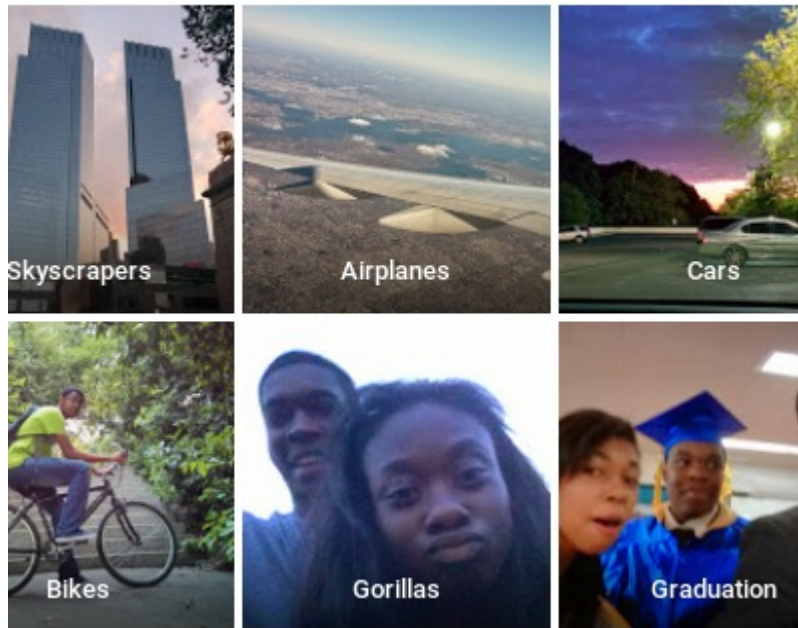 Skyscrapers
Airplanes
Cars
Bikes
Gorillas
Graduation